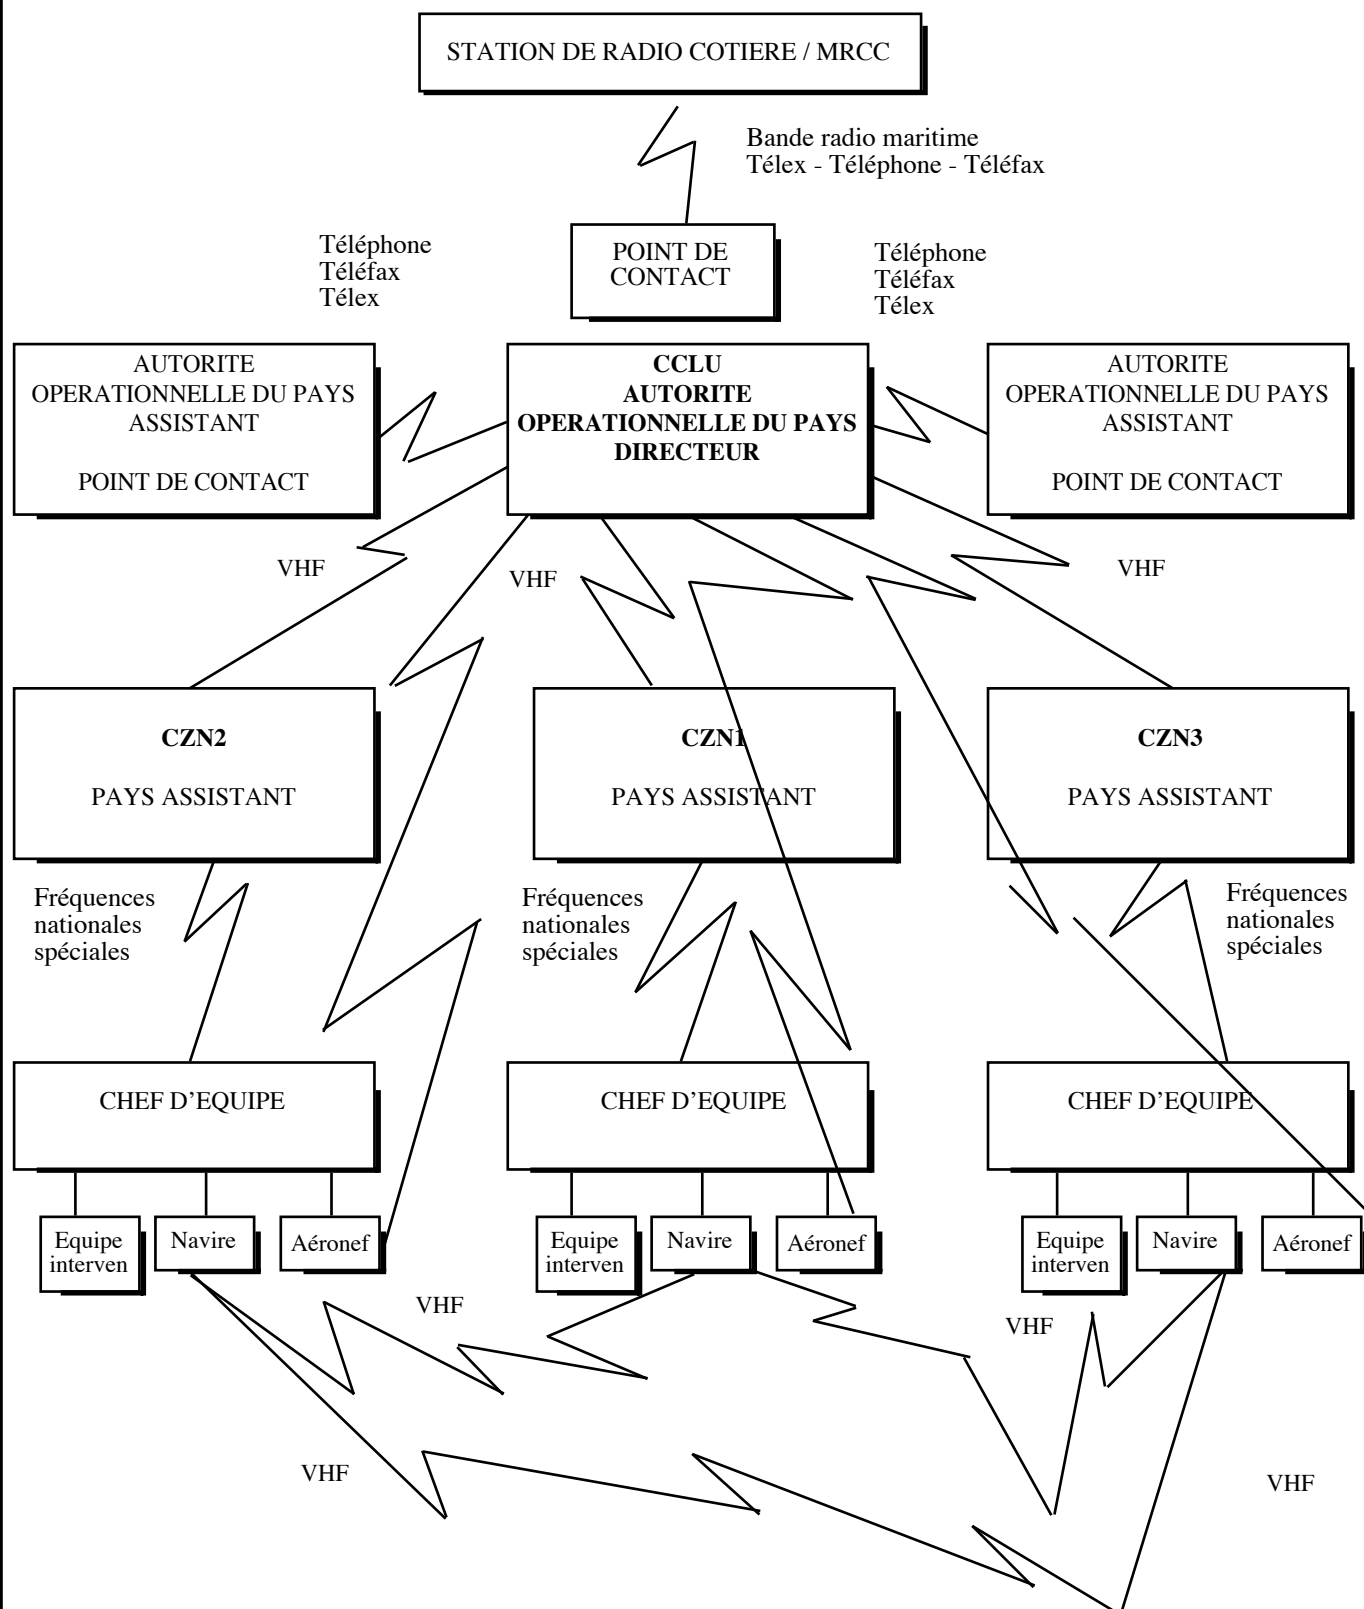 STATION DE RADIO COTIERE / MRCC
Bande radio maritime
Télex - Téléphone - Téléfax
Téléphone
Téléfax
Télex
POINT DE
CONTACT
Téléphone
Téléfax
Télex
AUTORITE
OPERATIONNELLE DU PAYS
ASSISTANT
POINT DE CONTACT
CCLU
AUTORITE
OPERATIONNELLE DU PAYS
DIRECTEUR
AUTORITE
OPERATIONNELLE DU PAYS
ASSISTANT
POINT DE CONTACT
VHF
VHF
VHF
CZN2
PAYS ASSISTANT
CZN1
PAYS ASSISTANT
CZN3
PAYS ASSISTANT
Fréquences
nationales
spéciales
Fréquences
nationales
spéciales
Fréquences
nationales
spéciales
CHEF D’EQUIPE
CHEF D’EQUIPE
CHEF D’EQUIPE
Equipe
interven
Navire
Aéronef
Equipe
interven
Navire
Aéronef
Equipe
interven
Navire
Aéronef
VHF
VHF
VHF
VHF